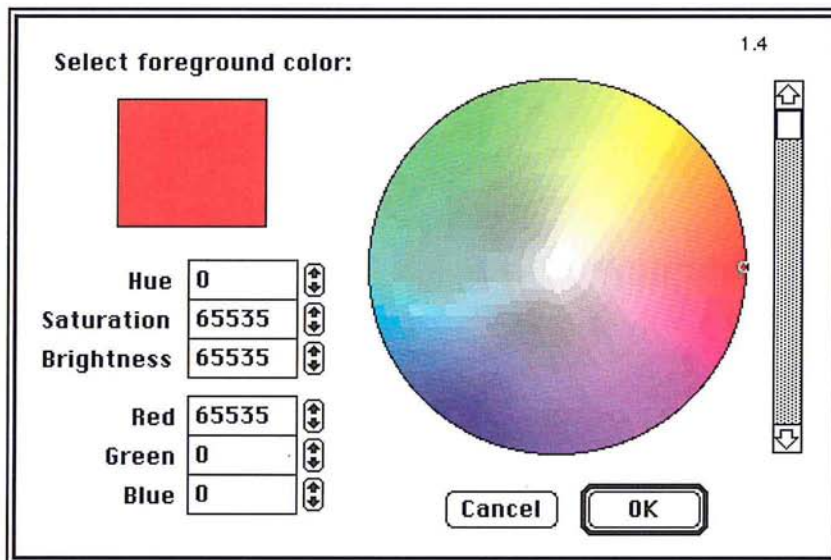 1.4
Select foreground color:
Hue 0
Saturation 65535
Brightness 65535
Red 65535
Green 0
Blue 0
Cancel OK